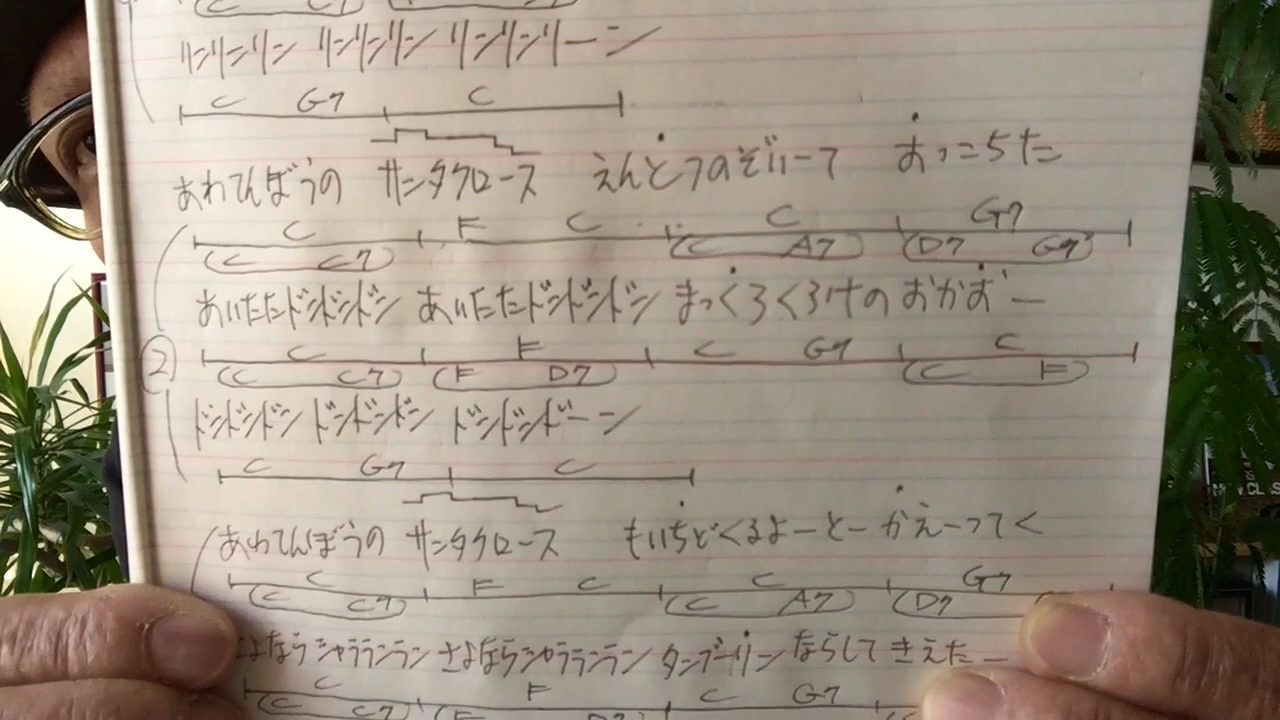 リンリンリン リンリンリン リンリンリーン
C G7 C
あわてんぼうの サンタクロース えんとつのぞいーて おっこちた
C F C C G7
C C7 C A7 D7 G7
あいたたドンドンドン あいたたドンドンドン まっくろくろけの おかおー
② C F C G7 C
C C7 F D7 C F
ドンドンドン ドンドンドン ドンドンドーン
C G7 C
あわてんぼうの サンタクロース もいちどくるよーとー かえーってく
C F C C G7
C C7 C A7 D7
よならシャラランラン さよならシャラランラン タンブーリン ならして きえたー
C F C G7
C C7